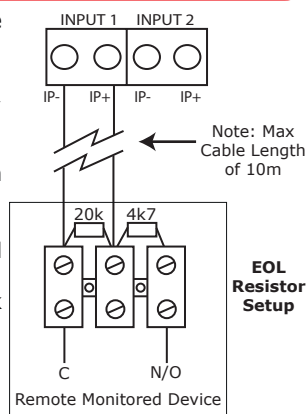 INPUT 1 INPUT 2
IP- IP+ IP- IP+
Note: Max
Cable Length
of 10m
20k 4k7
EOL
Resistor
Setup
C N/O
Remote Monitored Device